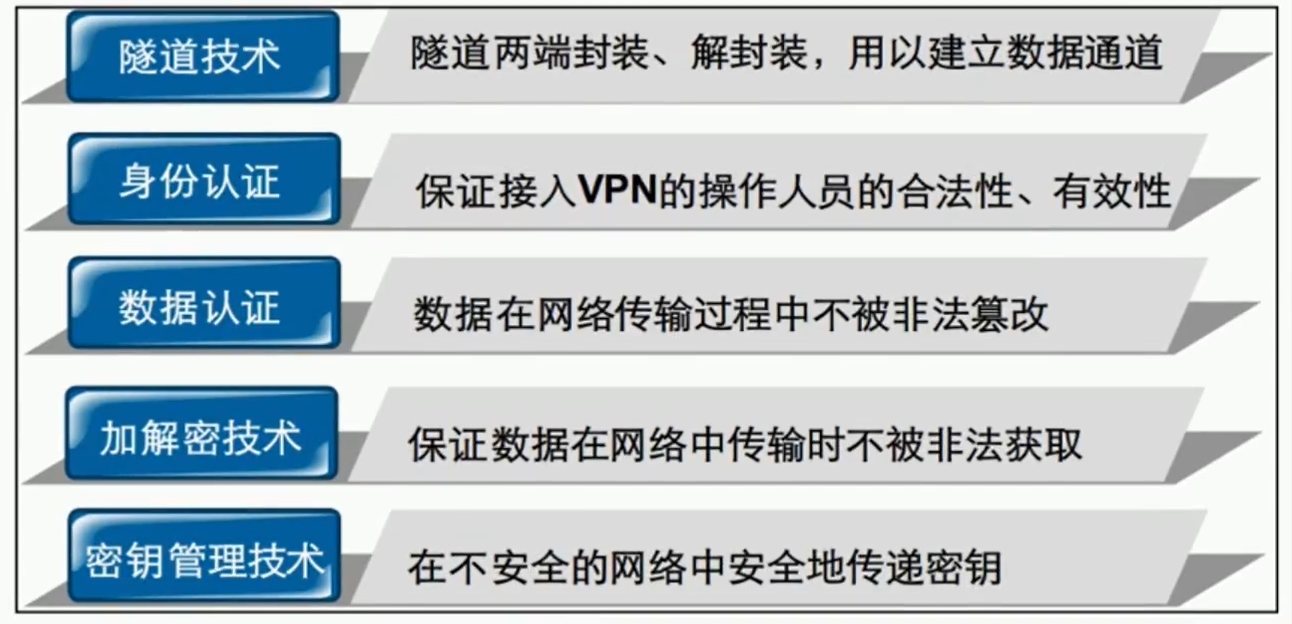 隧道技术
隧道两端封装、解封装，用以建立数据通道
身份认证
保证接入VPN的操作人员的合法性、有效性
数据认证
数据在网络传输过程中不被非法篡改
加解密技术
保证数据在网络中传输时不被非法获取
密钥管理技术
在不安全的网络中安全地传递密钥